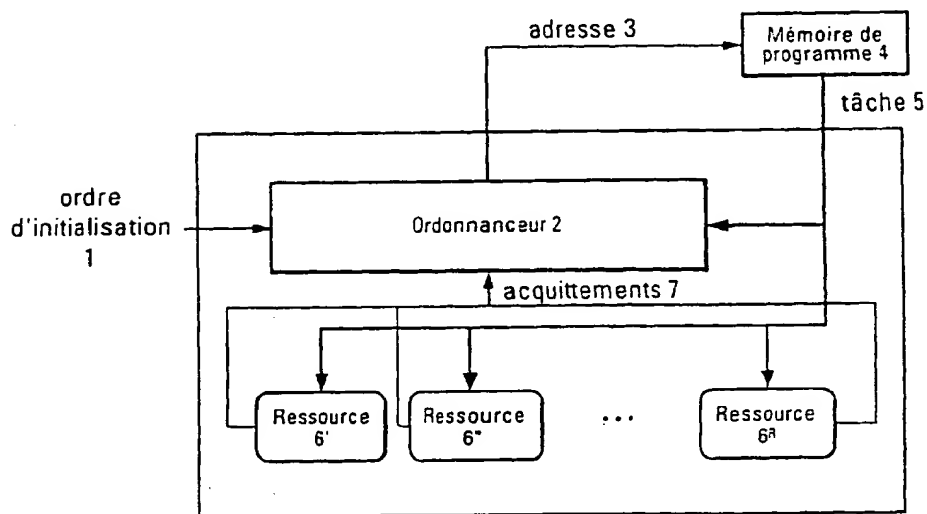 adresse 3
Mémoire de
programme 4
tâche 5
ordre
d'initialisation
1
Ordonnanceur 2
acquittements 7
Ressource
6'
Ressource
6"
...
Ressource
6ᴿ